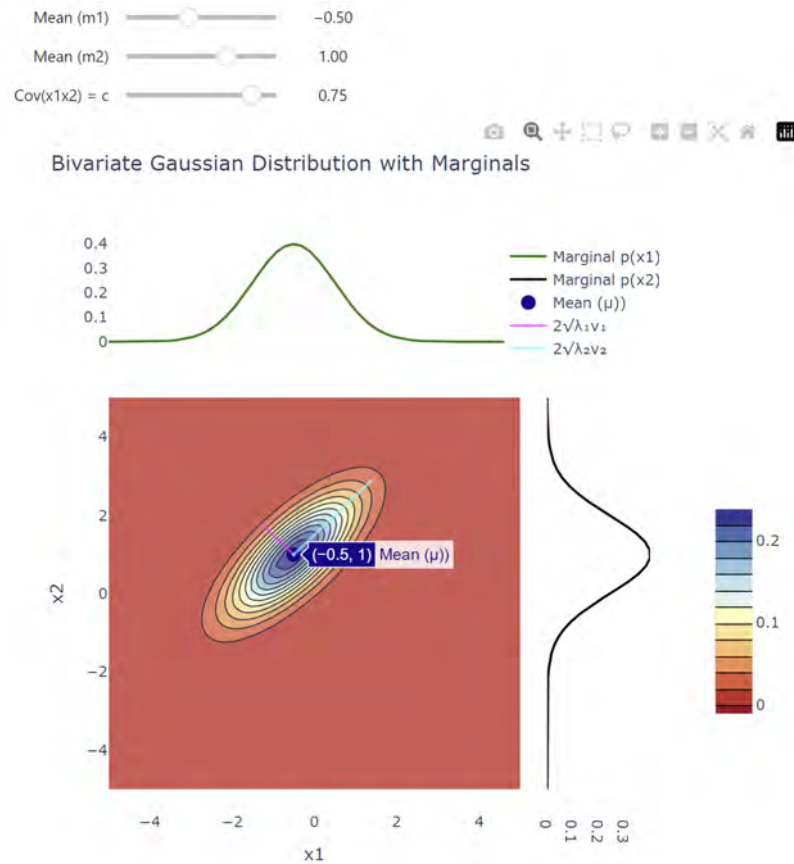 Mean (m1) −0.50
Mean (m2) 1.00
Cov(x1x2) = c 0.75
Bivariate Gaussian Distribution with Marginals
0.4
0.3
0.2
0.1
0
Marginal p(x1)
Marginal p(x2)
Mean (μ))
2√λ₁v₁
2√λ₂v₂
4
2
0
−2
−4
x2
(−0.5, 1) Mean (μ))
−4 −2 0 2 4
x1
0 0.1 0.2 0.3
0.2
0.1
0